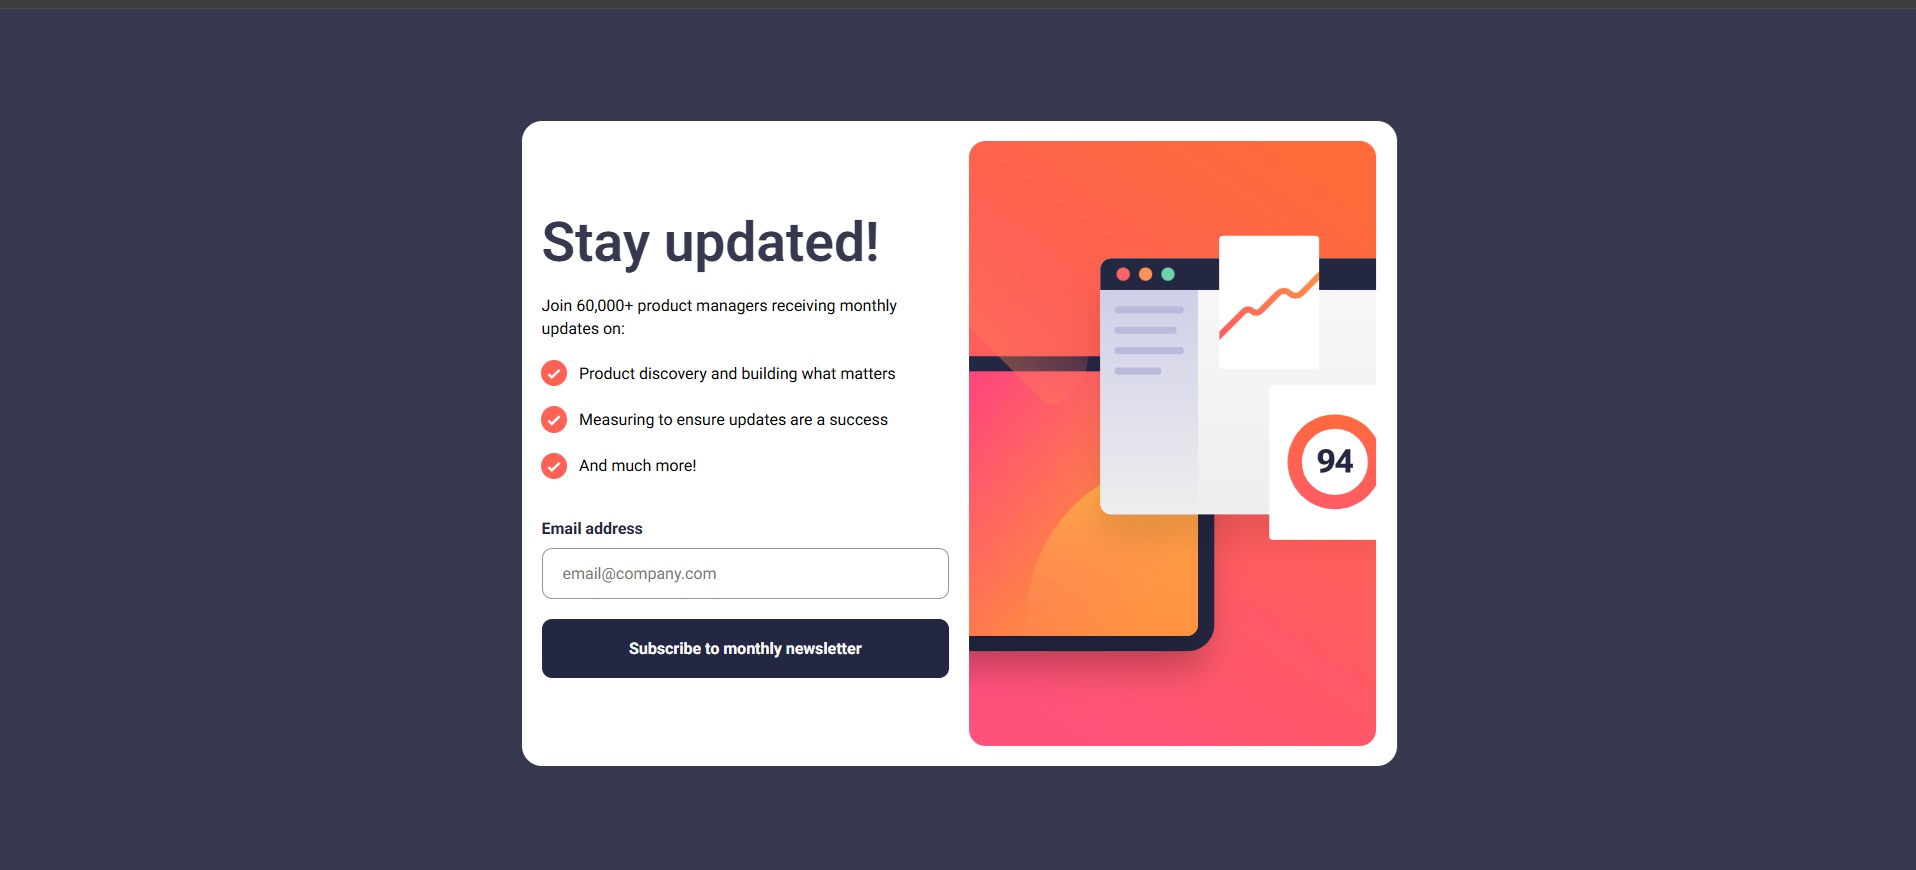 Stay updated!
Join 60,000+ product managers receiving monthly
updates on:
Product discovery and building what matters
Measuring to ensure updates are a success
And much more!
Email address
email@company.com
Subscribe to monthly newsletter
94